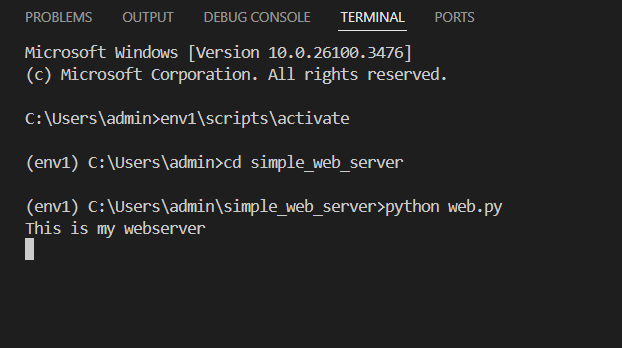 PROBLEMS OUTPUT DEBUG CONSOLE TERMINAL PORTS
Microsoft Windows [Version 10.0.26100.3476]
(c) Microsoft Corporation. All rights reserved.
C:\Users\admin>env1\scripts\activate
(env1) C:\Users\admin>cd simple_web_server
(env1) C:\Users\admin\simple_web_server>python web.py
This is my webserver